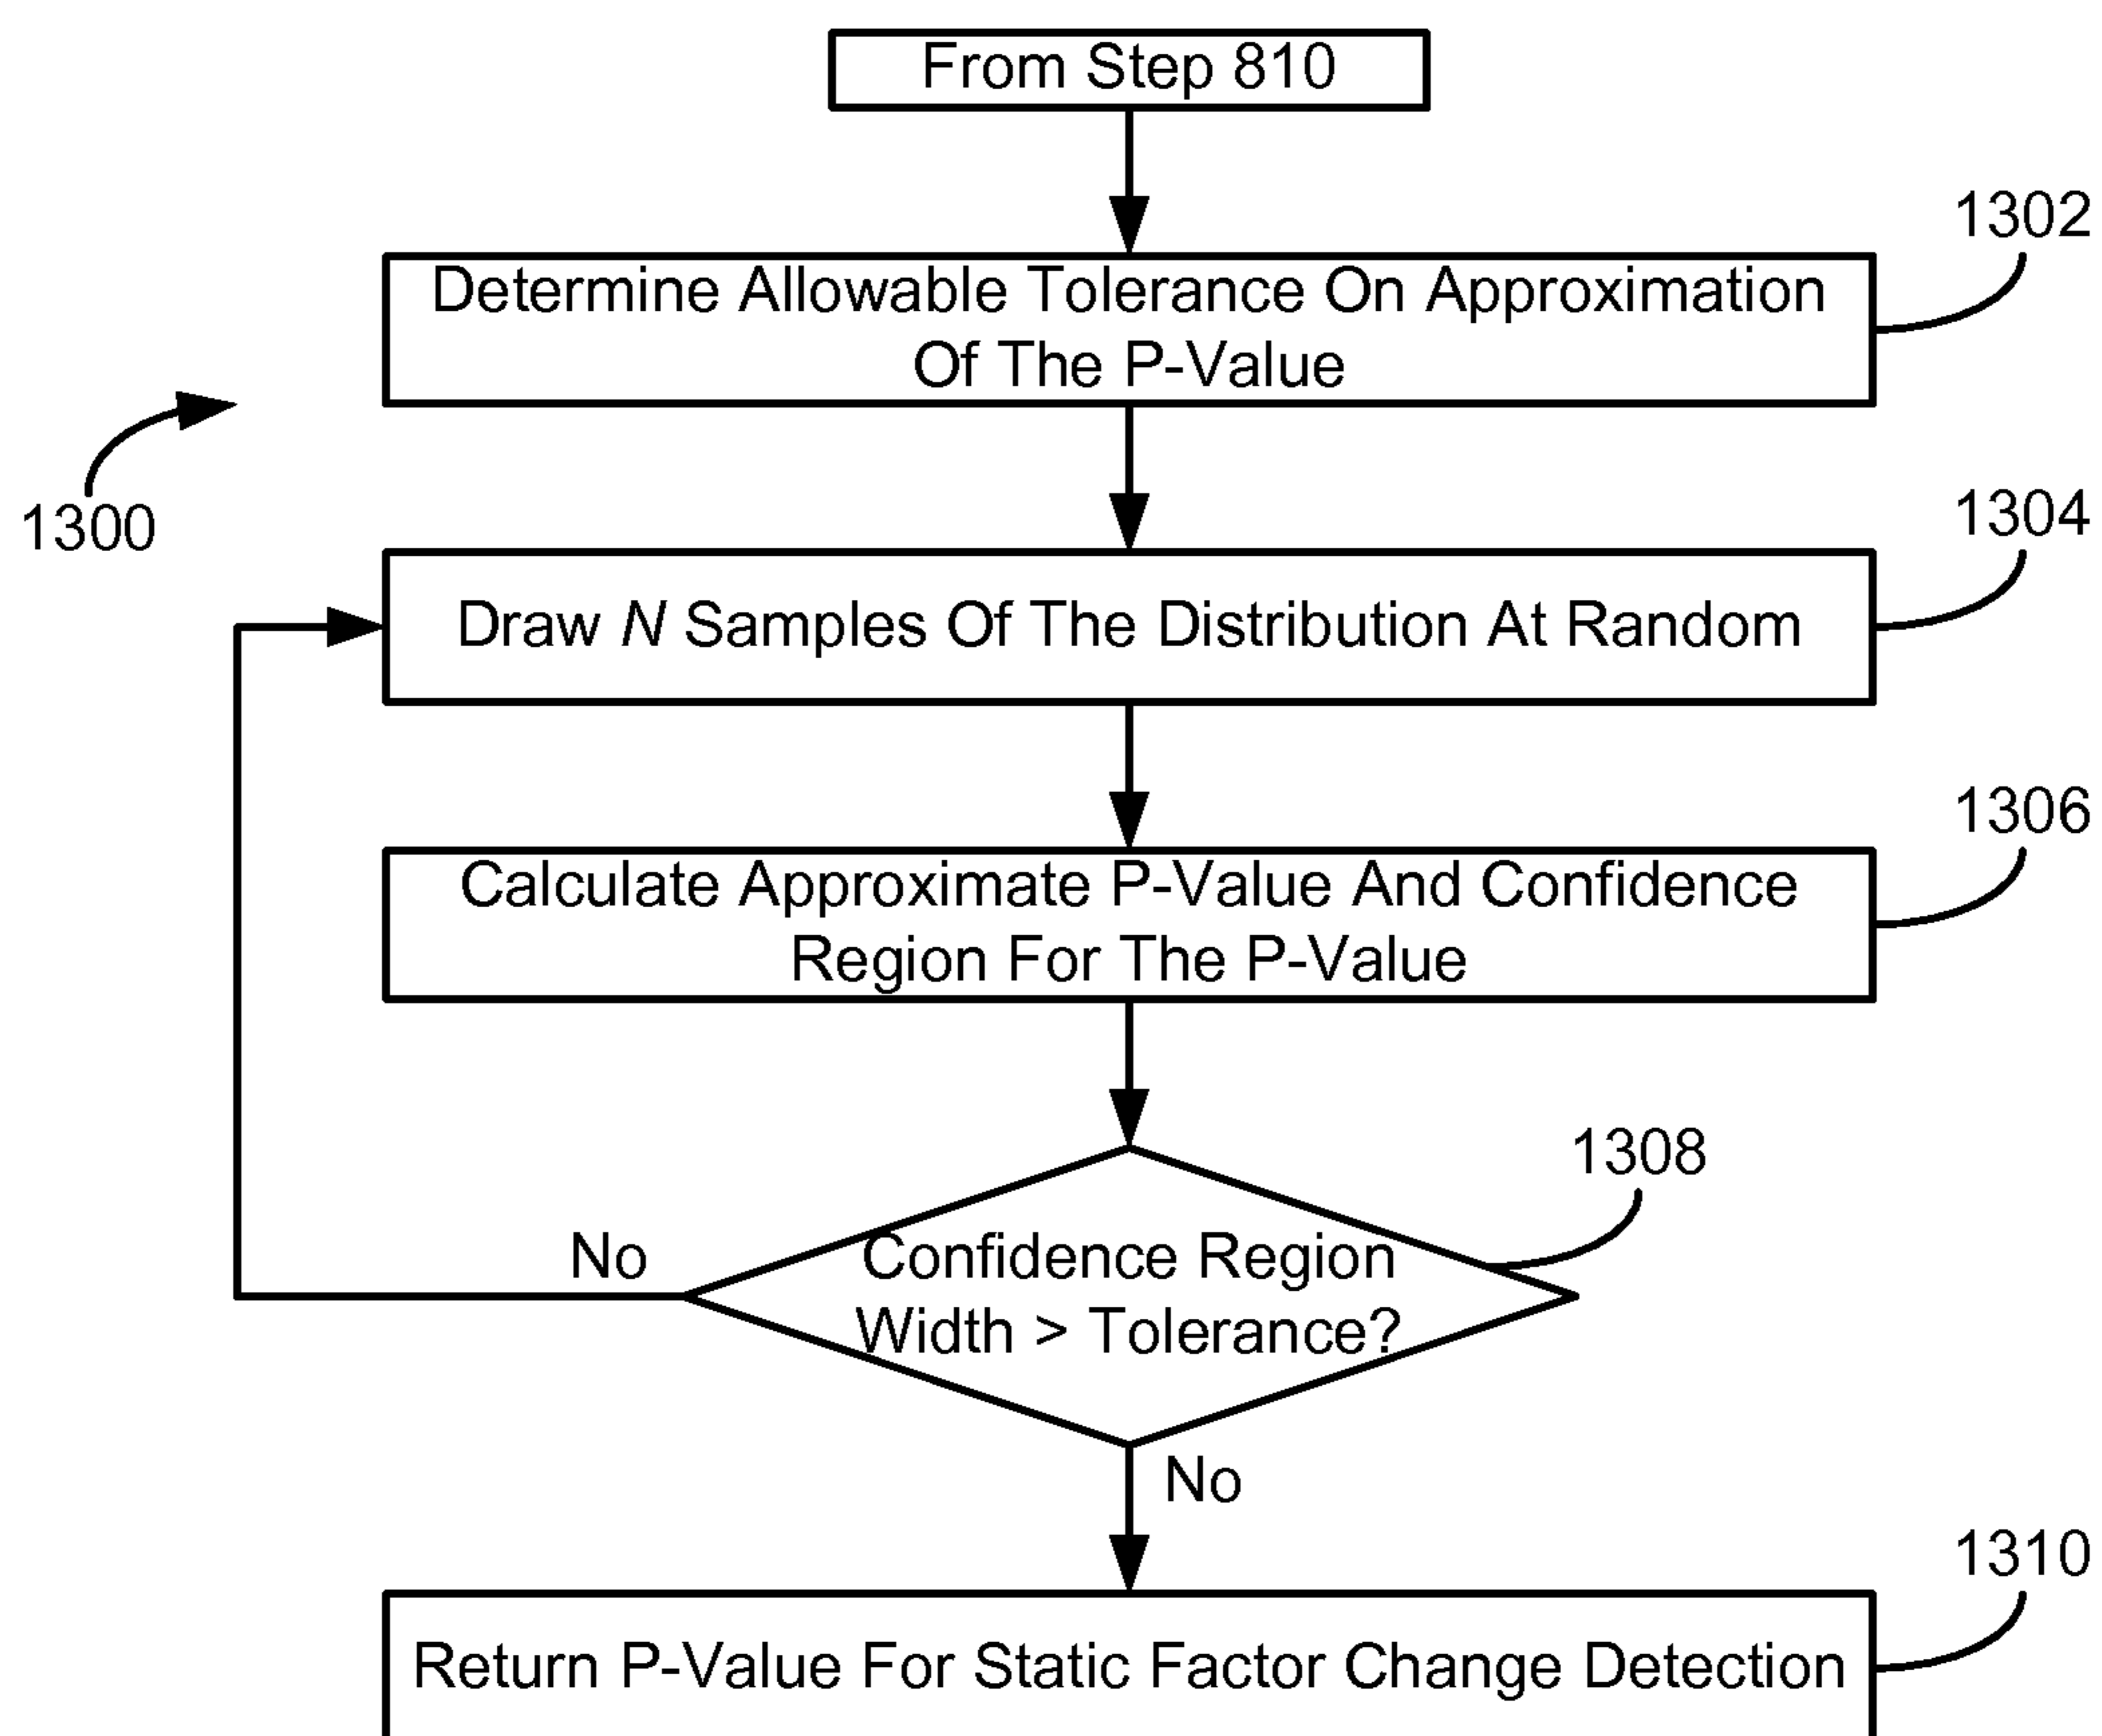 From Step 810
1302
Determine Allowable Tolerance On Approximation
Of The P-Value
1300
1304
Draw N Samples Of The Distribution At Random
1306
Calculate Approximate P-Value And Confidence
Region For The P-Value
1308
No
Confidence Region
Width > Tolerance?
No
1310
Return P-Value For Static Factor Change Detection